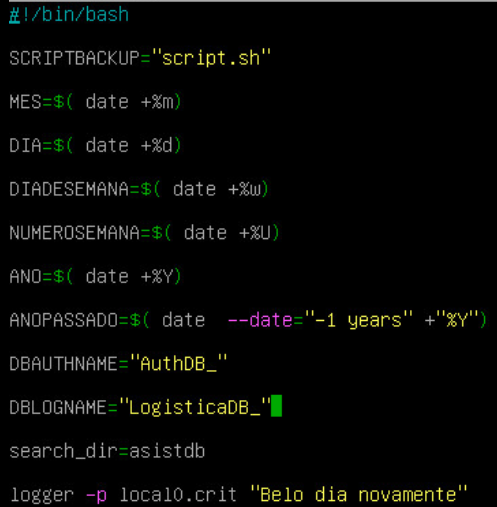 #!/bin/bash
SCRIPTBACKUP="script.sh"
MES=$( date +%m)
DIA=$( date +%d)
DIADESEMANA=$( date +%w)
NUMEROSEMANA=$( date +%U)
ANO=$( date +%Y)
ANOPASSADO=$( date  --date="-1 years" +"%Y")
DBAUTHNAME="AuthDB_"
DBLOGNAME="LogisticaDB_"
search_dir=asistdb
logger -p local0.crit "Belo dia novamente"